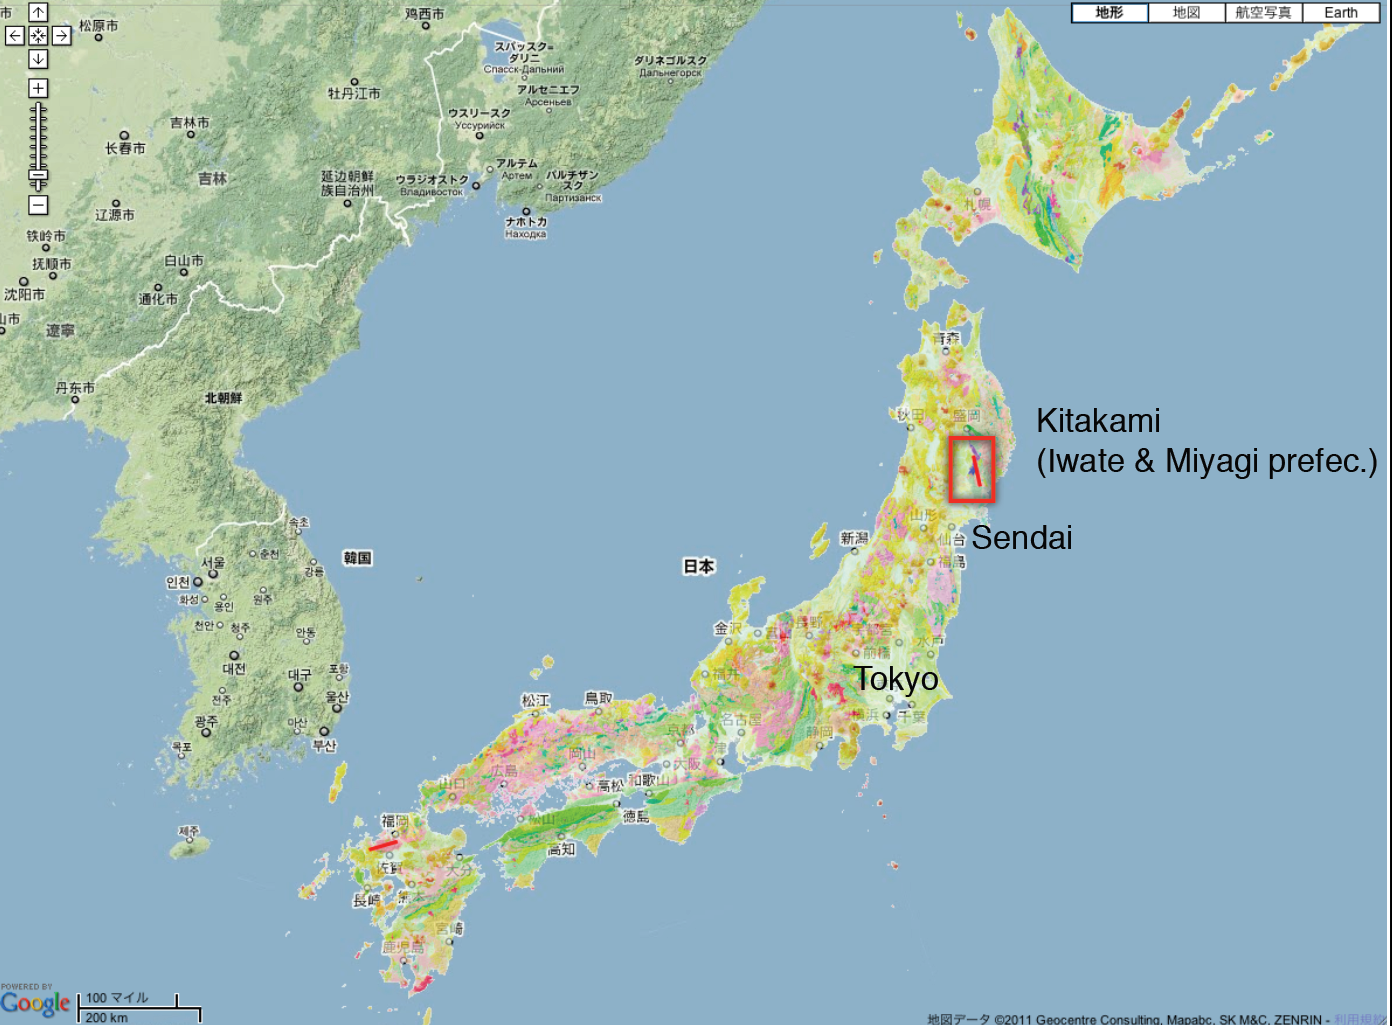 地形
地図
航空写真
Earth
市
松原市
鸡西市
スパッスク=
ダリニ
Спасск-Дальний
ダリネゴルスク
Дальнегорск
牡丹江市
アルセニエフ
Арсеньев
ウスリースク
Уссурийск
吉林市
长春市
アルテム
Артем
吉林
延边朝鲜
族自治州
ウラジオストク
Владивосток
パルチザン
スク
Партизанск
札幌
辽源市
ナホトカ
Находка
铁岭市
抚顺市
白山市
沈阳市
通化市
山市
遼寧
青森
丹东市
北朝鮮
秋田
盛岡
Kitakami
(Iwate & Miyagi prefec.)
속초
山形
Sendai
仙台
新潟
춘천
서울
韓国
강릉
日本
福島
인천
화성
용인
원주
천안
청주
안동
金沢
長野
宇都宮
水戸
前橋
대전
포항
福井
Tokyo
대구
전주
울산
松江
鳥取
광주
마산
名古屋
横浜
千葉
京都
静岡
목포
부산
岡山
津
大阪
広島
山口
高松
和歌山
福岡
松山
徳島
제주
高知
佐賀
大分
長崎
熊本
宮崎
鹿児島
POWERED BY
Google
100 マイル
200 km
地図データ ©2011 Geocentre Consulting, Mapabc, SK M&C, ZENRIN - 利用規約